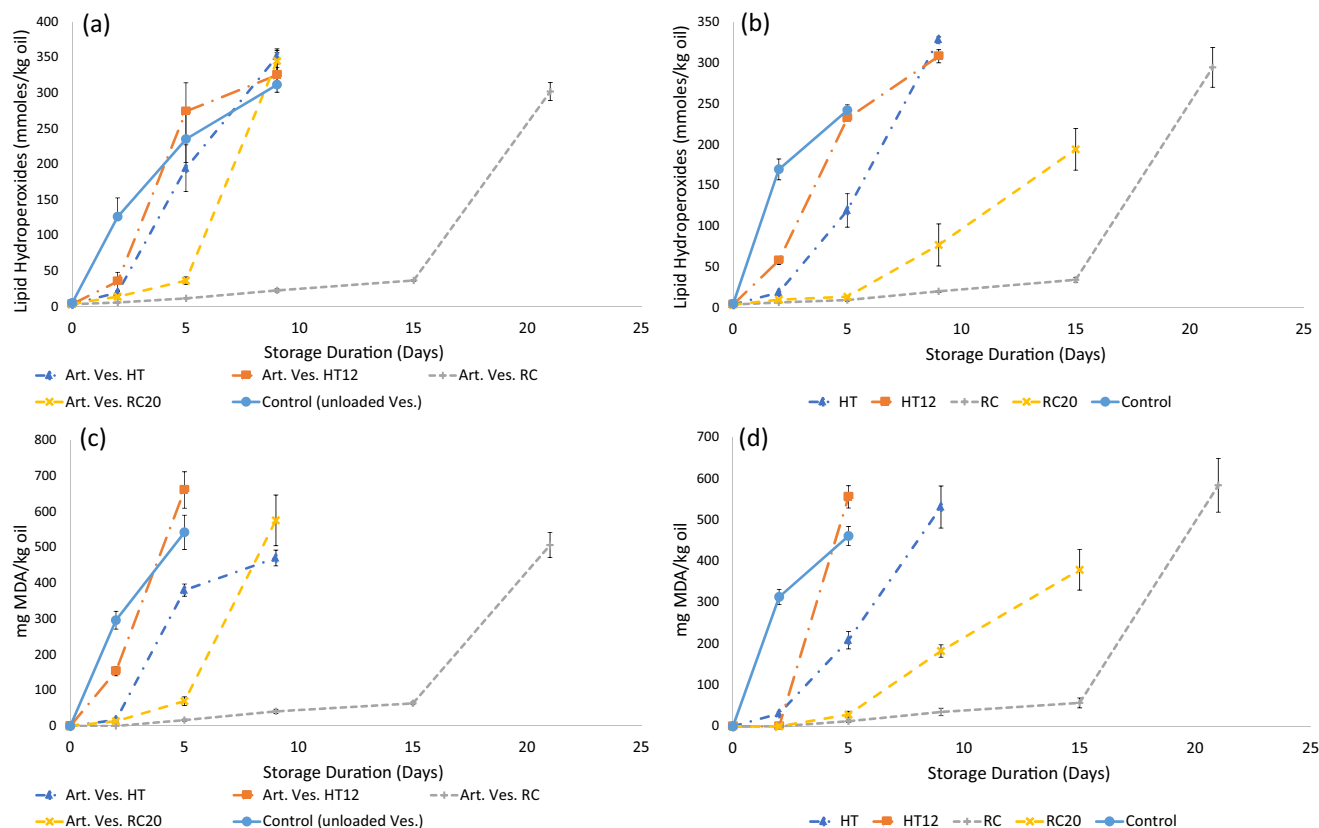 (a)
Lipid Hydroperoxides (mmoles/kg oil)
400
350
300
250
200
150
100
50
0
0 5 10 15 20 25
Storage Duration (Days)
Art. Ves. HT Art. Ves. HT12 Art. Ves. RC
Art. Ves. RC20 Control (unloaded Ves.)
(b)
Lipid Hydroperoxides (mmoles/kg oil)
350
300
250
200
150
100
50
0
0 5 10 15 20 25
Storage Duration (Days)
HT HT12 RC RC20 Control
(c)
mg MDA/kg oil
800
700
600
500
400
300
200
100
0
0 5 10 15 20 25
Storage Duration (Days)
Art. Ves. HT Art. Ves. HT12 Art. Ves. RC
Art. Ves. RC20 Control (unloaded Ves.)
(d)
mg MDA/kg oil
700
600
500
400
300
200
100
0
0 5 10 15 20 25
Storage Duration (Days)
HT HT12 RC RC20 Control